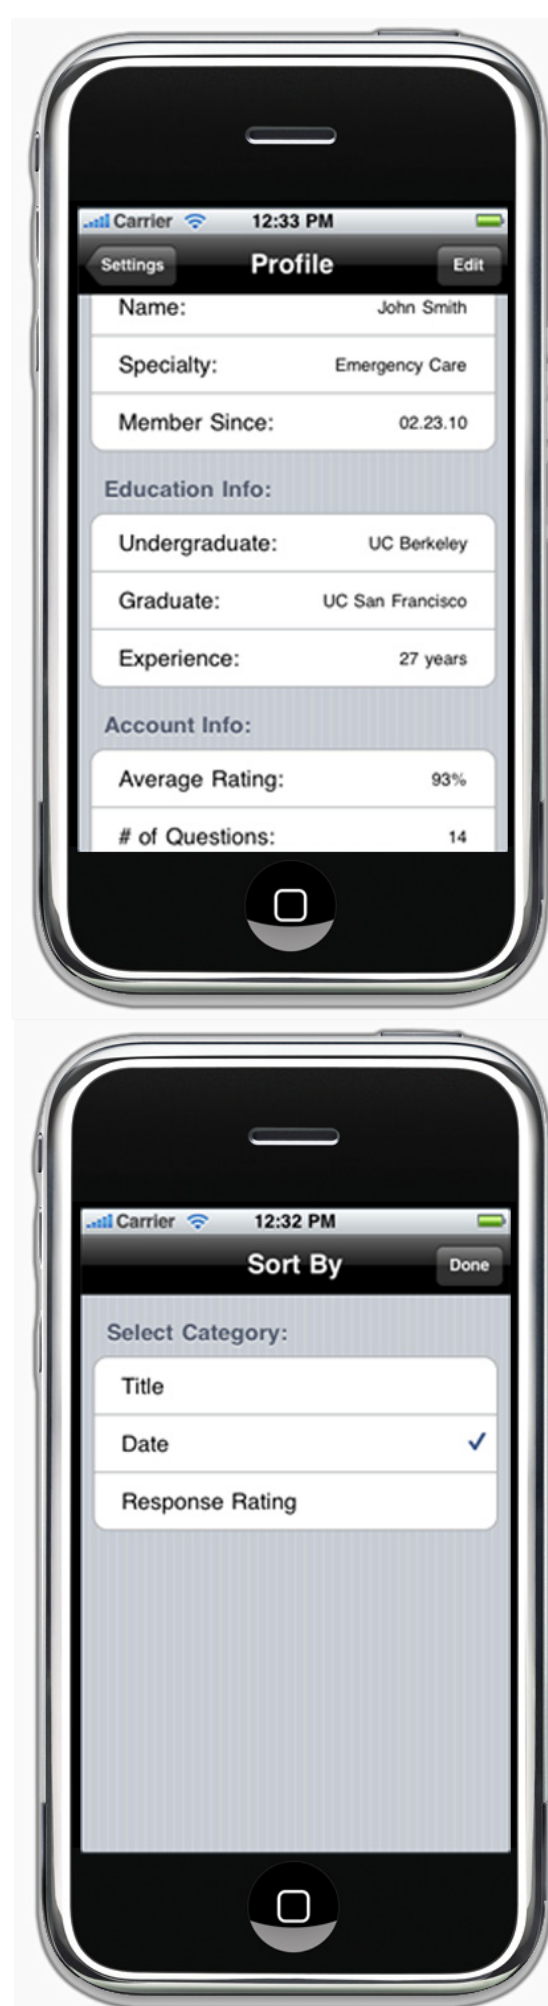 Carrier 12:33 PM
Settings Profile Edit
Name: John Smith
Specialty: Emergency Care
Member Since: 02.23.10
Education Info:
Undergraduate: UC Berkeley
Graduate: UC San Francisco
Experience: 27 years
Account Info:
Average Rating: 93%
# of Questions: 14
Carrier 12:32 PM
Sort By Done
Select Category:
Title
Date
Response Rating